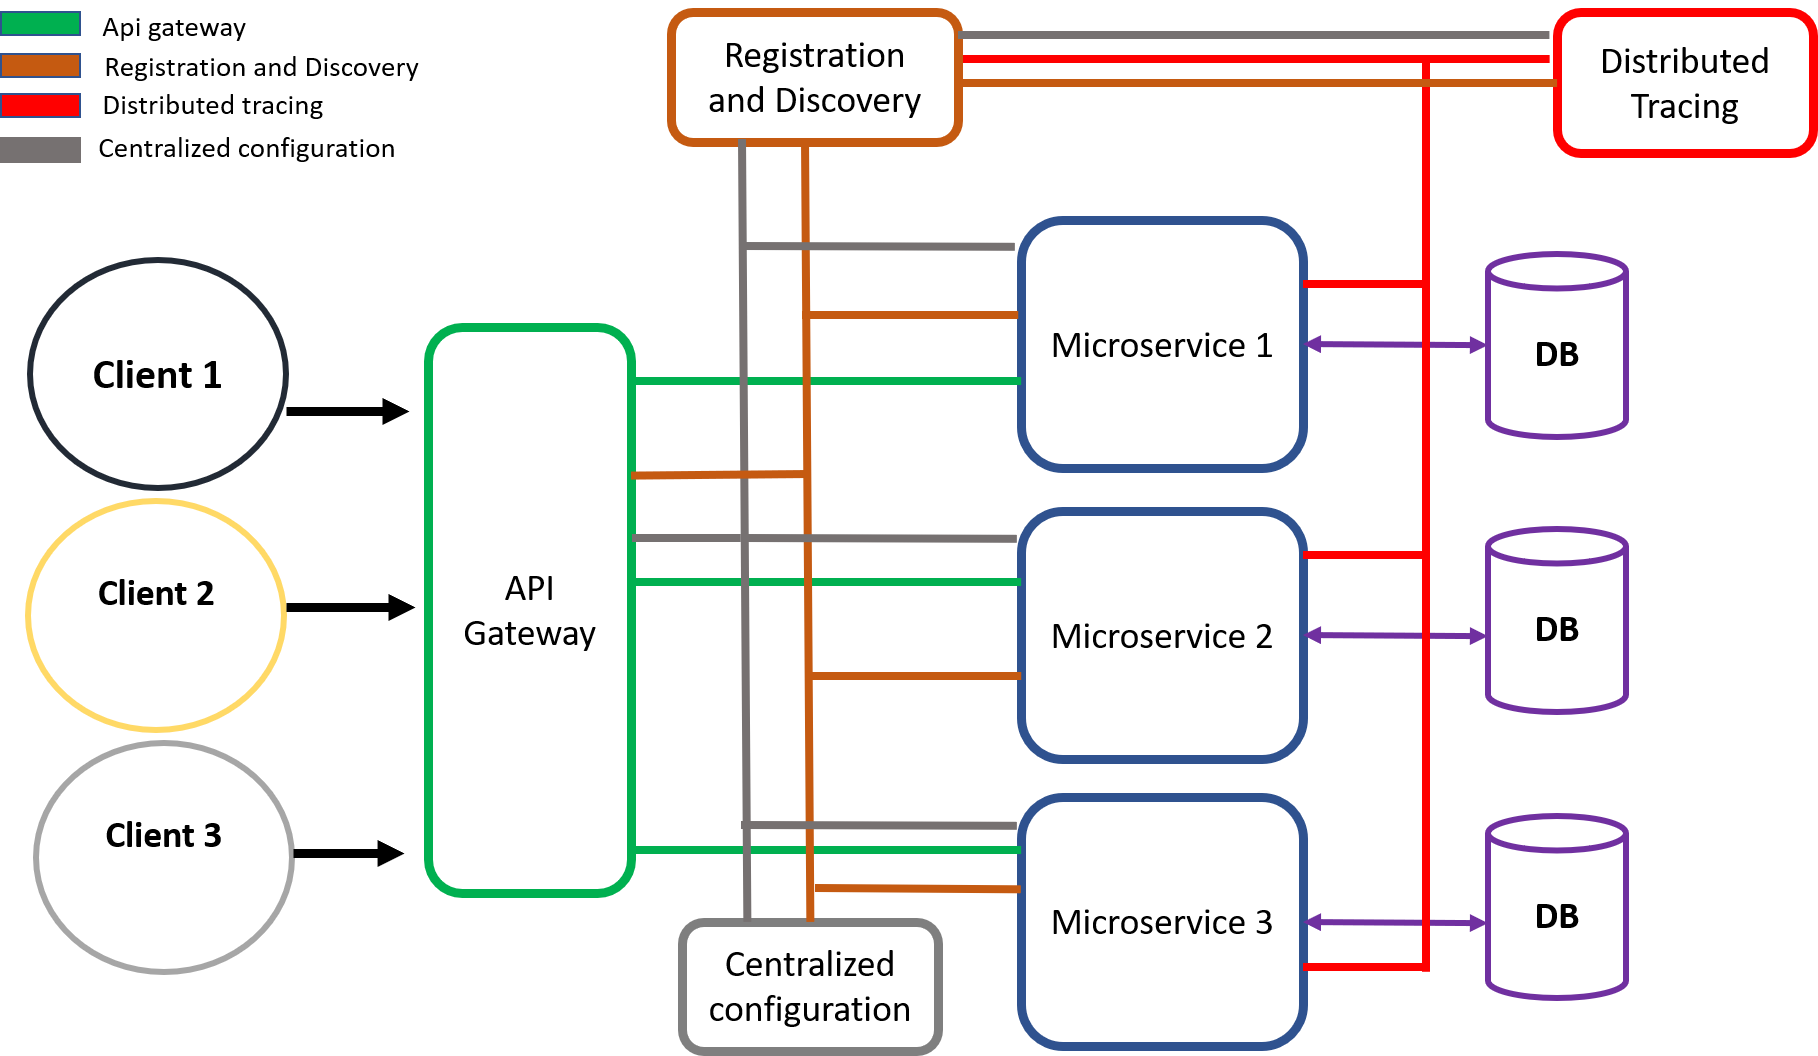 Api gateway
Registration and Discovery
Distributed tracing
Centralized configuration
Registration
and Discovery
Distributed
Tracing
Client 1
Client 2
Client 3
API
Gateway
Microservice 1
DB
Microservice 2
DB
Microservice 3
DB
Centralized
configuration